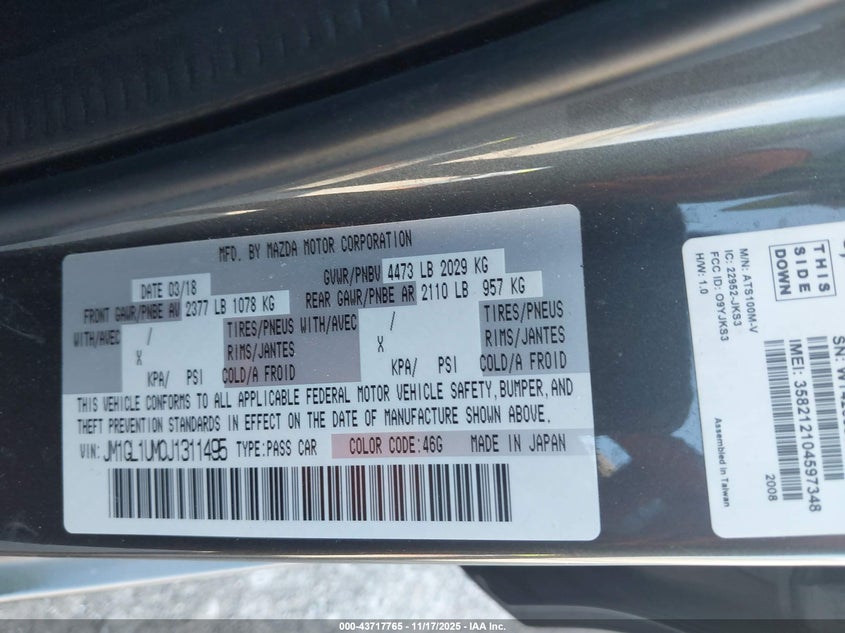 MFD. BY MAZDA MOTOR CORPORATION
DATE 03/18
GVWR/PNBV 4473 LB 2029 KG
FRONT GAWR/PNBE AV 2377 LB 1078 KG
REAR GAWR/PNBE AR 2110 LB 957 KG
WITH/AVEC / TIRES/PNEUS WITH/AVEC / TIRES/PNEUS
X RIMS/JANTES X RIMS/JANTES
KPA/ PSI COLD/A FROID KPA/ PSI COLD/A FROID
THIS VEHICLE CONFORMS TO ALL APPLICABLE FEDERAL MOTOR VEHICLE SAFETY, BUMPER, AND
THEFT PREVENTION STANDARDS IN EFFECT ON THE DATE OF MANUFACTURE SHOWN ABOVE.
VIN: JM1GL1UM0J1311495 TYPE:PASS CAR COLOR CODE:46G MADE IN JAPAN
THIS
SIDE
DOWN
M/N: ATS100M-V
IC: 22952-JKS3
FCC ID: O9YJKS3
H/W: 1.0
IMEI: 358212104597348
Assembled in Taiwan
2008
000-43717765 — 11/17/2025 — IAA Inc.